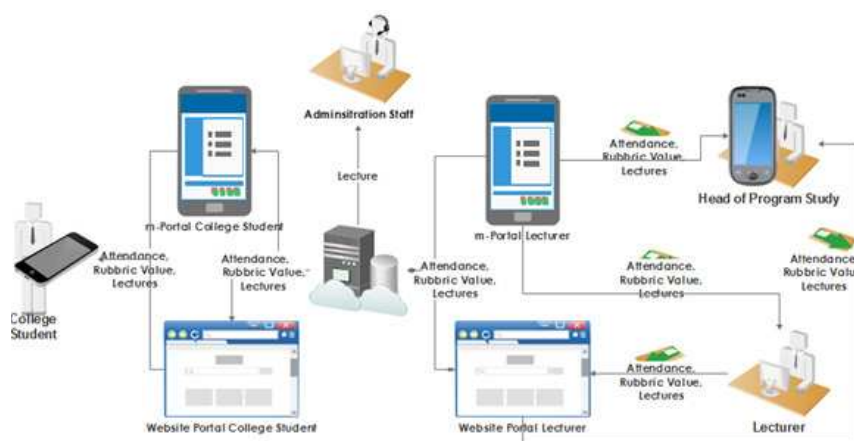 Adminsitration Staff
Lecture
m-Portal College Student
Attendance,
Rubbric Value,
Lectures
Attendance,
Rubbric Value,
Lectures
College
Student
Website Portal College Student
m-Portal Lecturer
Attendance,
Rubbric Value,
Lectures
Attendance,
Rubbric Value,
Lectures
Head of Program Study
Attendance,
Rubbric Value,
Lectures
Attendance,
Rubbric Value
Lectures
Attendance,
Rubbric Value,
Lectures
Website Portal Lecturer
Lecturer